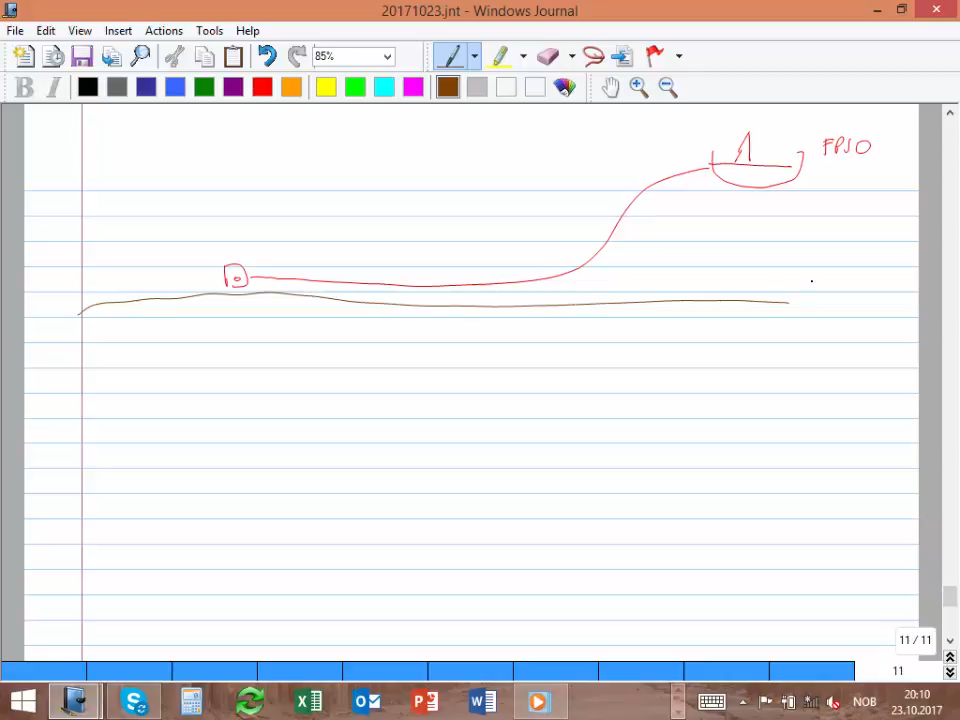 20171023.jnt - Windows Journal
File Edit View Insert Actions Tools Help
85%
B I
FPSO
11 / 11
11
NOB
20:10
23.10.2017